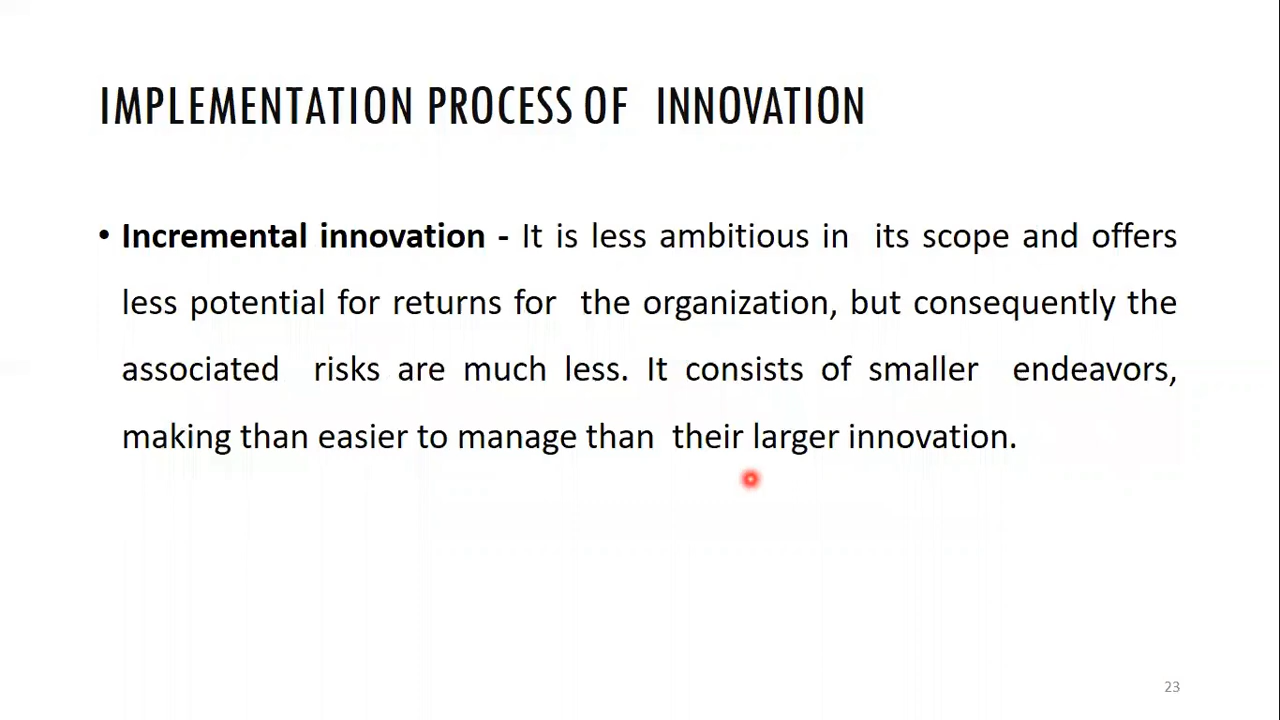 IMPLEMENTATION PROCESS OF INNOVATION
• Incremental innovation - It is less ambitious in its scope and offers
less potential for returns for the organization, but consequently the
associated risks are much less. It consists of smaller endeavors,
making than easier to manage than their larger innovation.
23